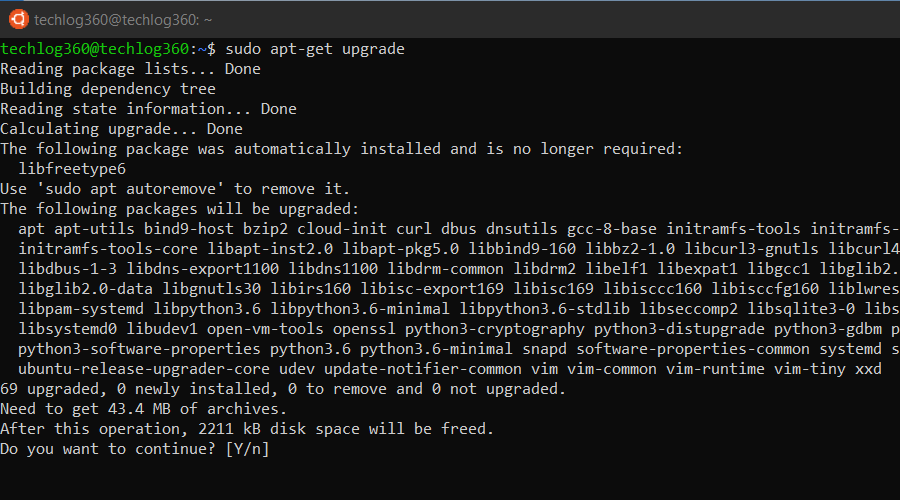 techlog360@techlog360: ~
techlog360@techlog360:~$ sudo apt-get upgrade
Reading package lists... Done
Building dependency tree
Reading state information... Done
Calculating upgrade... Done
The following package was automatically installed and is no longer required:
  libfreetype6
Use 'sudo apt autoremove' to remove it.
The following packages will be upgraded:
  apt apt-utils bind9-host bzip2 cloud-init curl dbus dnsutils gcc-8-base initramfs-tools initramfs-
  initramfs-tools-core libapt-inst2.0 libapt-pkg5.0 libbind9-160 libbz2-1.0 libcurl3-gnutls libcurl4
  libdbus-1-3 libdns-export1100 libdns1100 libdrm-common libdrm2 libelf1 libexpat1 libgcc1 libglib2.
  libglib2.0-data libgnutls30 libirs160 libisc-export169 libisc169 libisccc160 libisccfg160 liblwres
  libpam-systemd libpython3.6 libpython3.6-minimal libpython3.6-stdlib libseccomp2 libsqlite3-0 libs
  libsystemd0 libudev1 open-vm-tools openssl python3-cryptography python3-distupgrade python3-gdbm p
  python3-software-properties python3.6 python3.6-minimal snapd software-properties-common systemd s
  ubuntu-release-upgrader-core udev update-notifier-common vim vim-common vim-runtime vim-tiny xxd
69 upgraded, 0 newly installed, 0 to remove and 0 not upgraded.
Need to get 43.4 MB of archives.
After this operation, 2211 kB disk space will be freed.
Do you want to continue? [Y/n]